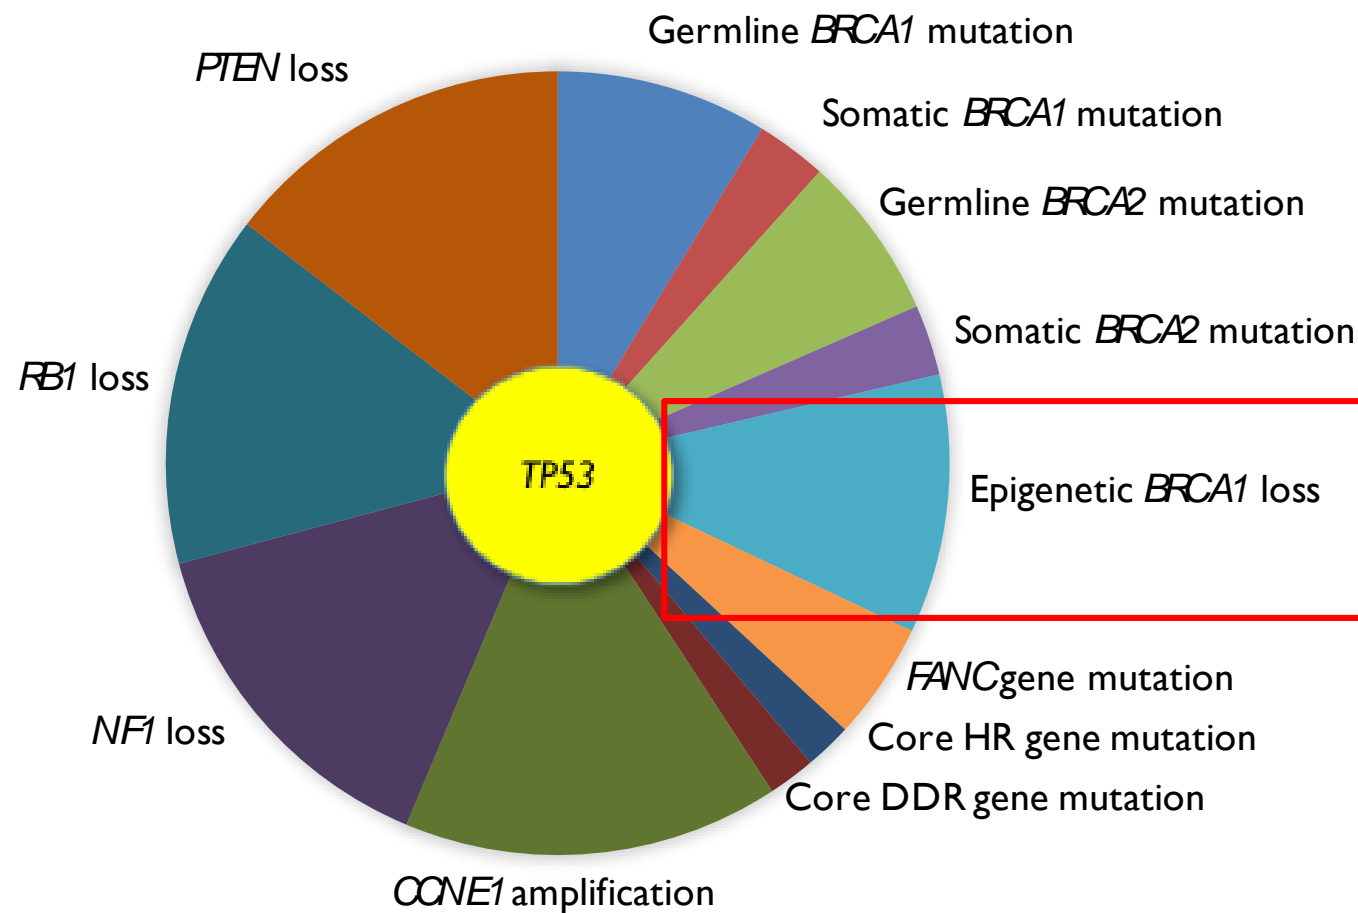 Germline BRCA1 mutation
PTEN loss
Somatic BRCA1 mutation
Germline BRCA2 mutation
Somatic BRCA2 mutation
RB1 loss
TP53
Epigenetic BRCA1 loss
FANC gene mutation
NF1 loss
Core HR gene mutation
Core DDR gene mutation
CCNE1 amplification